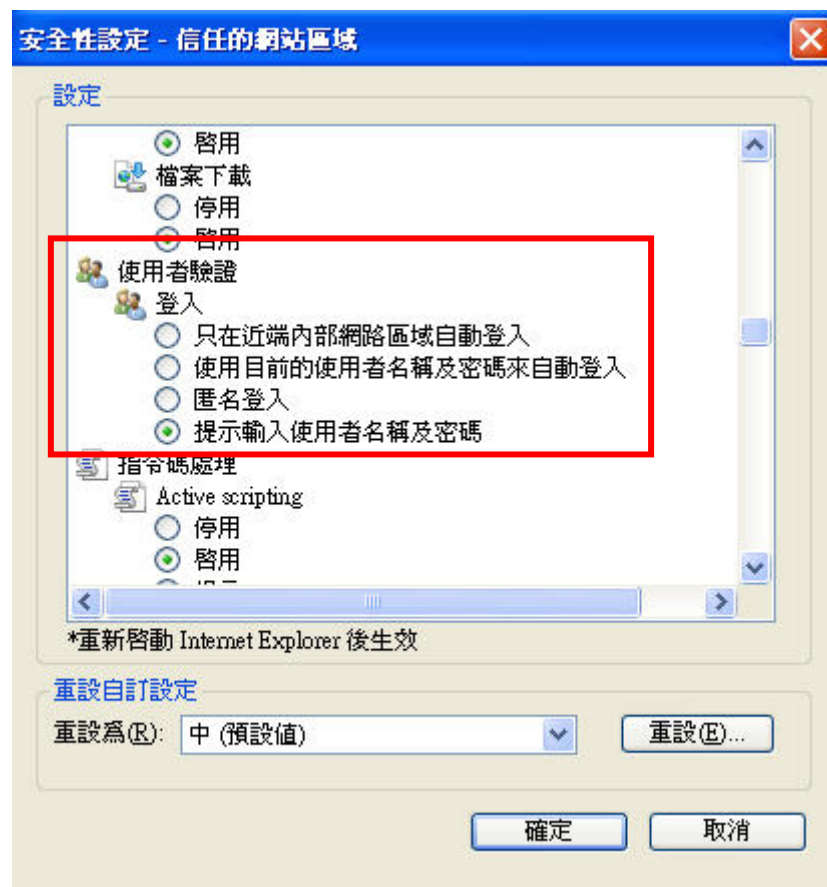 安全性設定 - 信任的網站區域
設定
啓用
檔案下載
停用
啓用
使用者驗證
登入
只在近端內部網路區域自動登入
使用目前的使用者名稱及密碼來自動登入
匿名登入
提示輸入使用者名稱及密碼
指令碼處理
Active scripting
停用
啓用
*重新啓動 Internet Explorer 後生效
重設自訂設定
重設爲(R): 中 (預設值) 重設(E)...
確定 取消